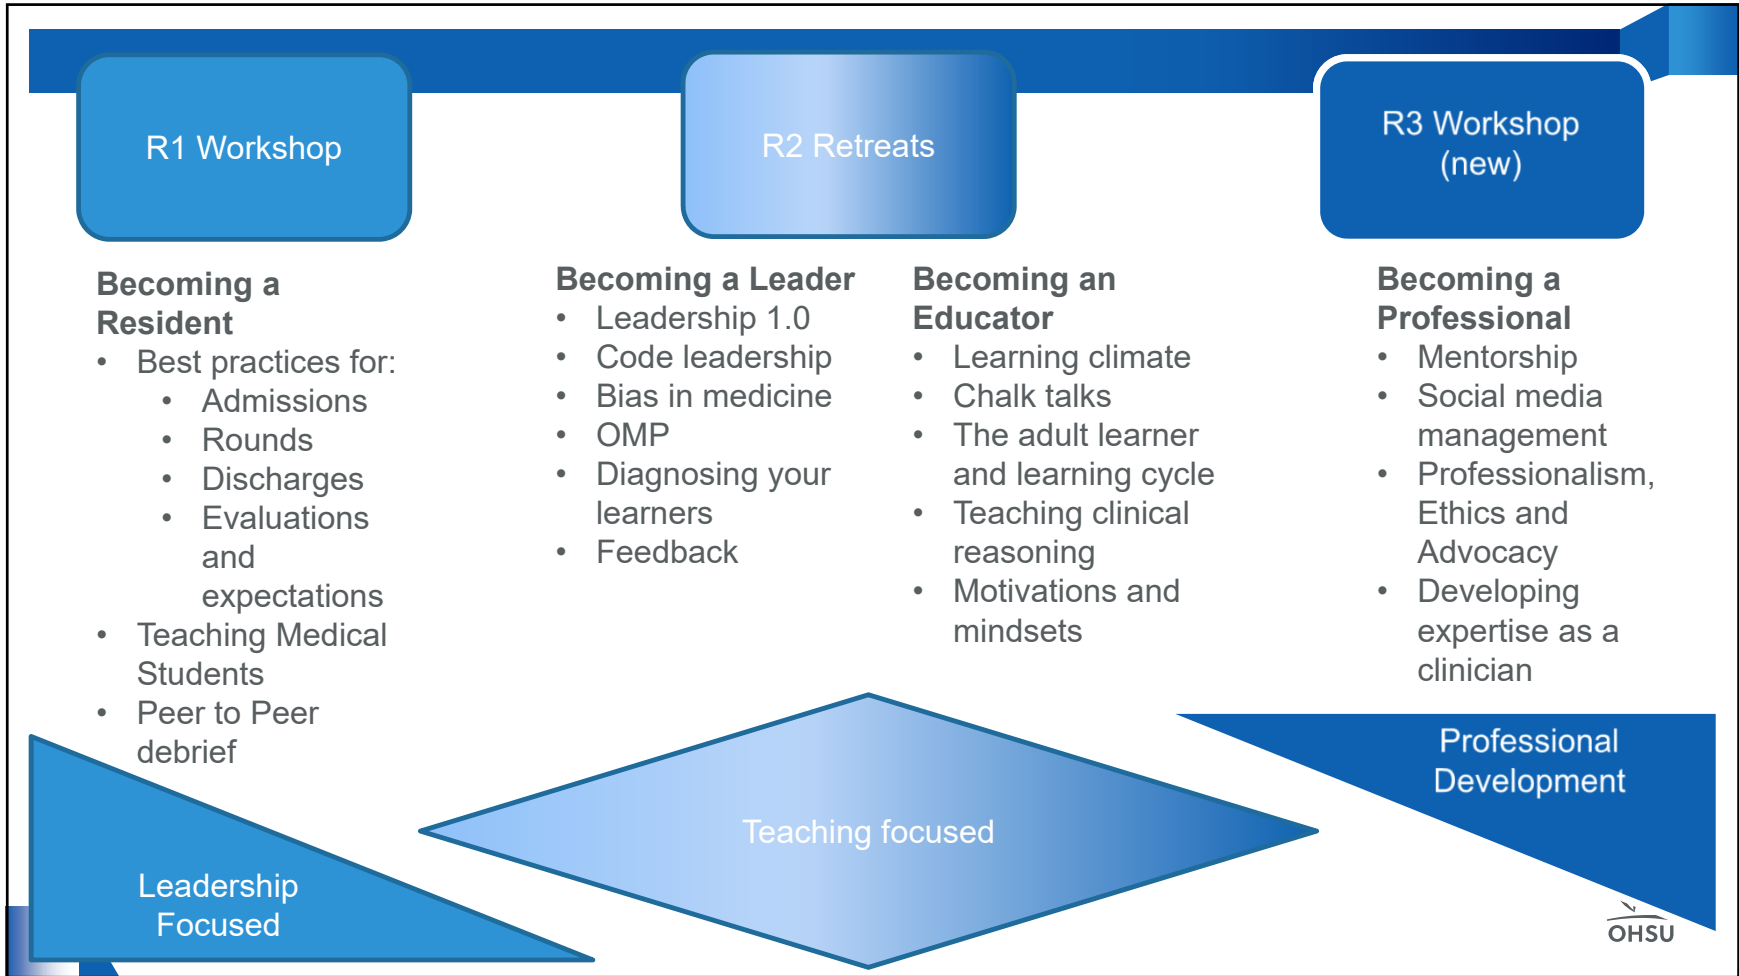 R1 Workshop
R2 Retreats
R3 Workshop
(new)
Becoming a
Resident
• Best practices for:
• Admissions
• Rounds
• Discharges
• Evaluations
and
expectations
• Teaching Medical
Students
• Peer to Peer
debrief
Becoming a Leader
• Leadership 1.0
• Code leadership
• Bias in medicine
• OMP
• Diagnosing your
learners
• Feedback
Becoming an
Educator
• Learning climate
• Chalk talks
• The adult learner
and learning cycle
• Teaching clinical
reasoning
• Motivations and
mindsets
Becoming a
Professional
• Mentorship
• Social media
management
• Professionalism,
Ethics and
Advocacy
• Developing
expertise as a
clinician
Leadership
Focused
Teaching focused
Professional
Development
OHSU